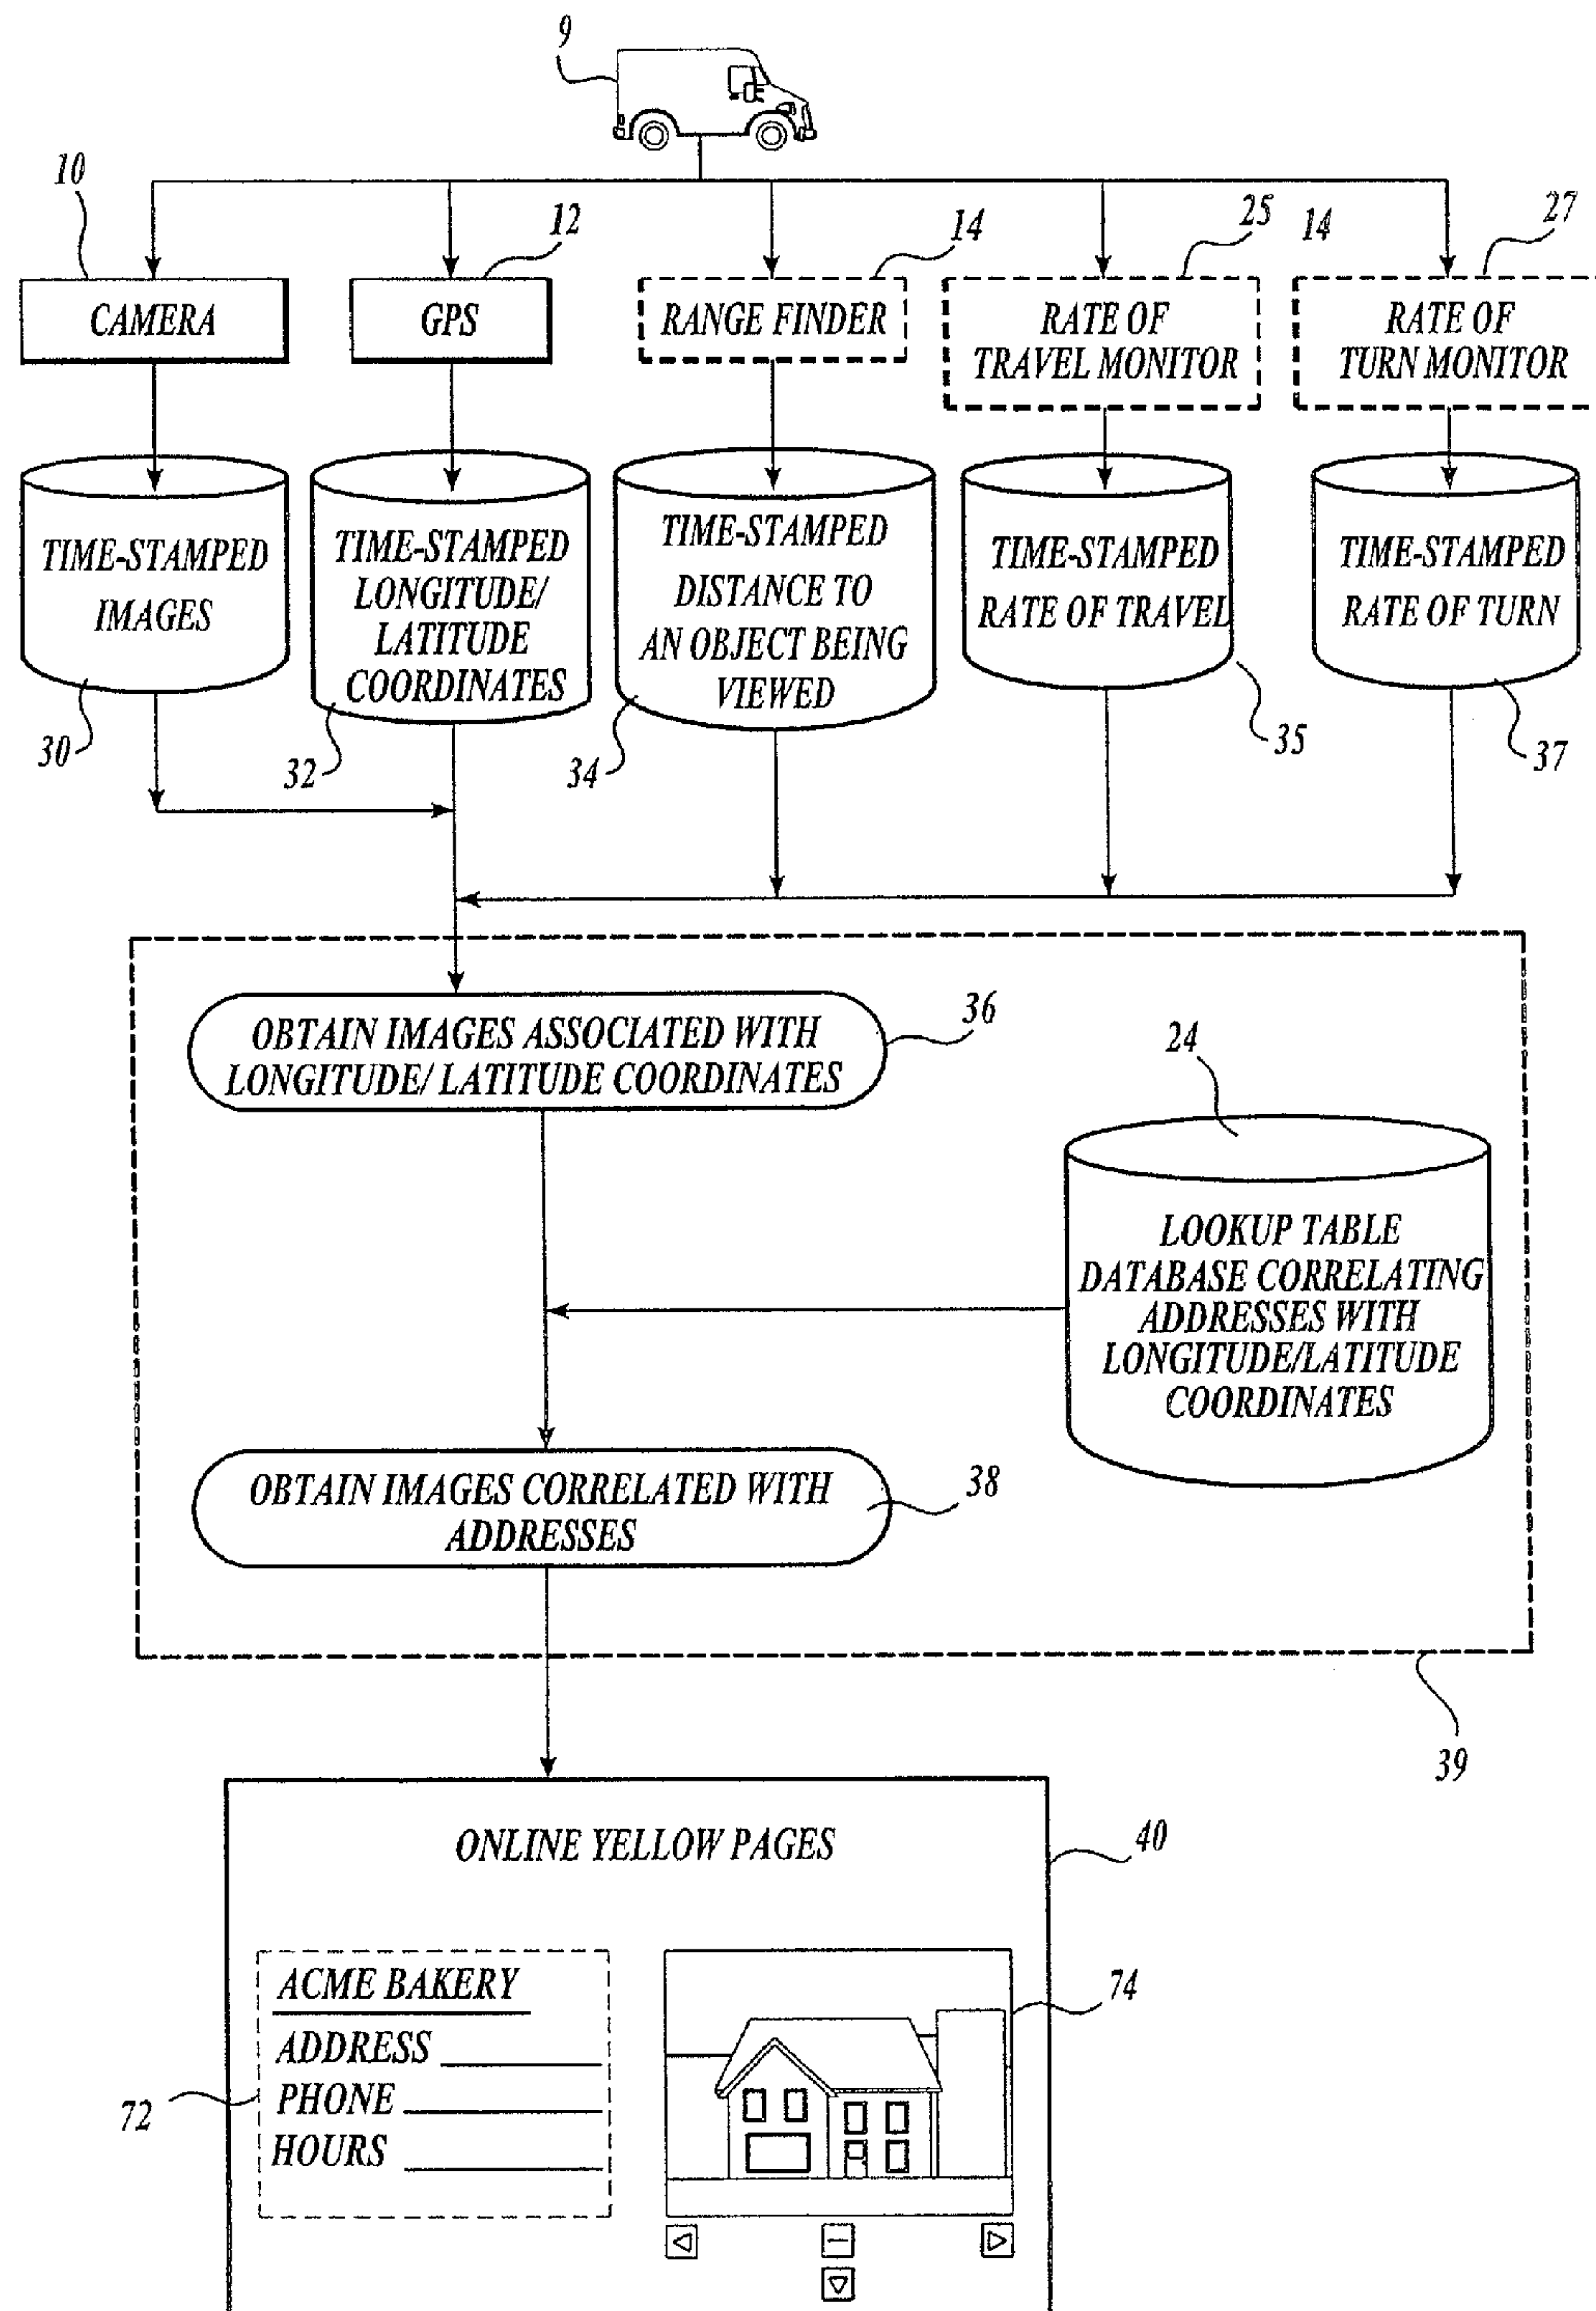 9
10
12
14
25
14
27
CAMERA
GPS
RANGE FINDER
RATE OF
TRAVEL MONITOR
RATE OF
TURN MONITOR
TIME-STAMPED
IMAGES
TIME-STAMPED
LONGITUDE/
LATITUDE
COORDINATES
TIME-STAMPED
DISTANCE TO
AN OBJECT BEING
VIEWED
TIME-STAMPED
RATE OF TRAVEL
TIME-STAMPED
RATE OF TURN
30
32
34
35
37
OBTAIN IMAGES ASSOCIATED WITH
LONGITUDE/ LATITUDE COORDINATES
36
24
LOOKUP TABLE
DATABASE CORRELATING
ADDRESSES WITH
LONGITUDE/LATITUDE
COORDINATES
OBTAIN IMAGES CORRELATED WITH
ADDRESSES
38
39
ONLINE YELLOW PAGES
40
ACME BAKERY
ADDRESS
PHONE
HOURS
72
74